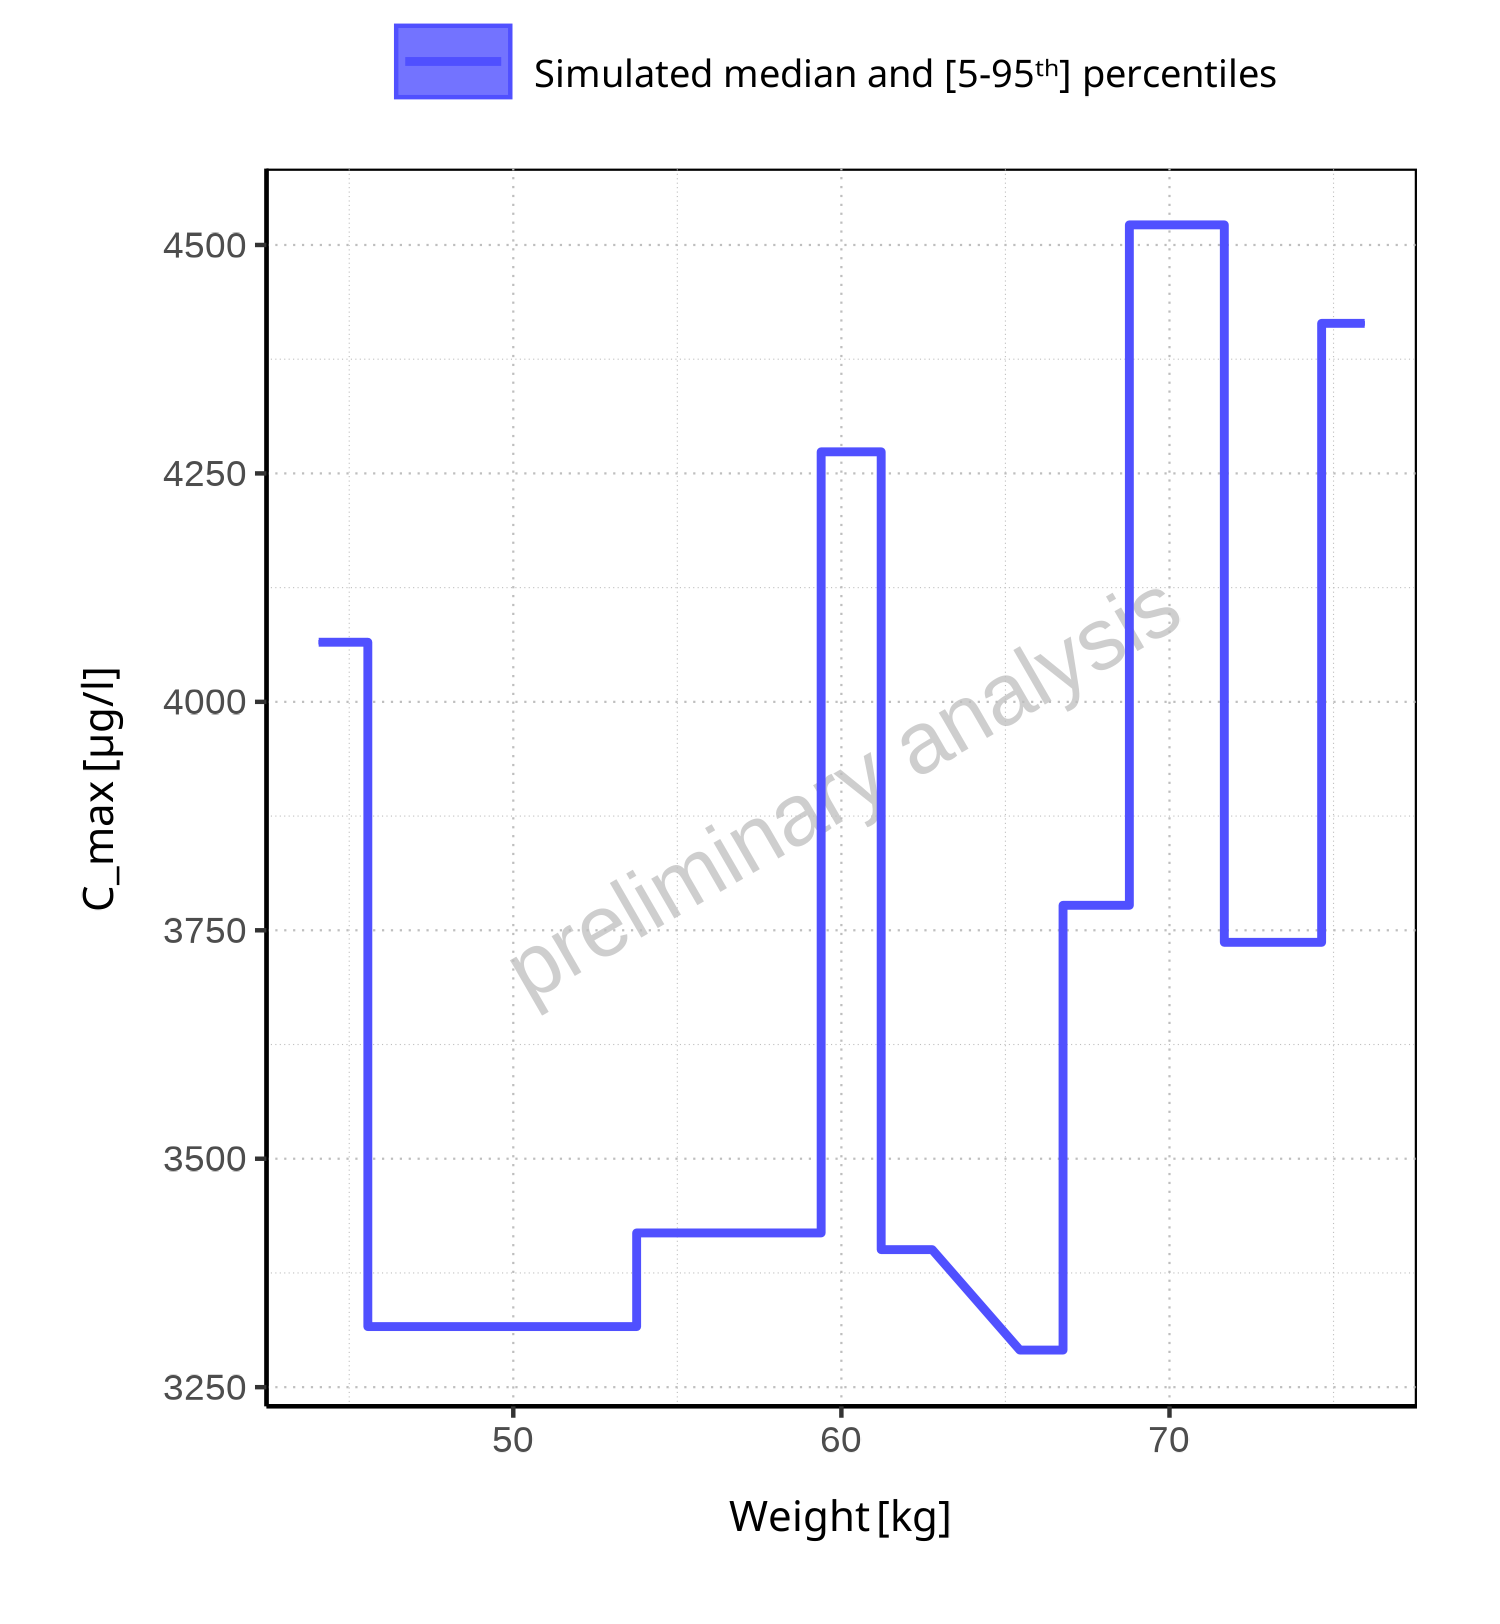 Simulated median and [5-95ᵗʰ] percentiles
4500
4250
4000
3750
3500
3250
C_max [µg/l]
preliminary analysis
50 60 70
Weight [kg]